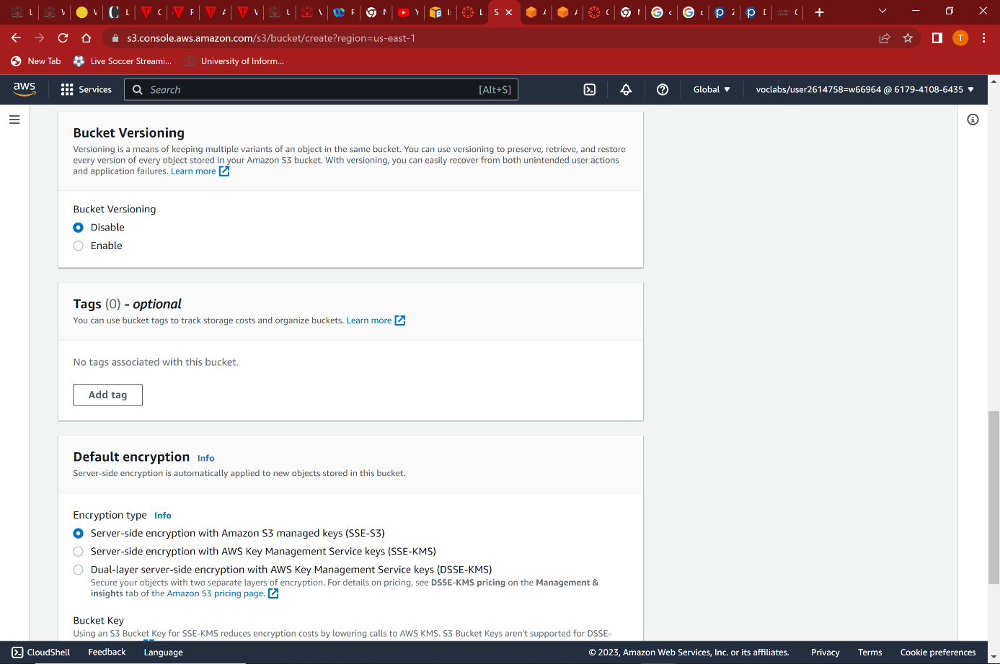 s3.console.aws.amazon.com/s3/bucket/create?region=us-east-1
T
New Tab
Live Soccer Streami...
University of Inform...
aws
Services
Search
[Alt+S]
Global
voclabs/user2614758=w66964 @ 6179-4108-6435
Bucket Versioning
Versioning is a means of keeping multiple variants of an object in the same bucket. You can use versioning to preserve, retrieve, and restore
every version of every object stored in your Amazon S3 bucket. With versioning, you can easily recover from both unintended user actions
and application failures. Learn more
Bucket Versioning
Disable
Enable
Tags (0) - optional
You can use bucket tags to track storage costs and organize buckets. Learn more
No tags associated with this bucket.
Add tag
Default encryption Info
Server-side encryption is automatically applied to new objects stored in this bucket.
Encryption type Info
Server-side encryption with Amazon S3 managed keys (SSE-S3)
Server-side encryption with AWS Key Management Service keys (SSE-KMS)
Dual-layer server-side encryption with AWS Key Management Service keys (DSSE-KMS)
Secure your objects with two separate layers of encryption. For details on pricing, see DSSE-KMS pricing on the Management &
insights tab of the Amazon S3 pricing page.
Bucket Key
Using an S3 Bucket Key for SSE-KMS reduces encryption costs by lowering calls to AWS KMS. S3 Bucket Keys aren't supported for DSSE-
CloudShell
Feedback
Language
© 2023, Amazon Web Services, Inc. or its affiliates.
Privacy
Terms
Cookie preferences